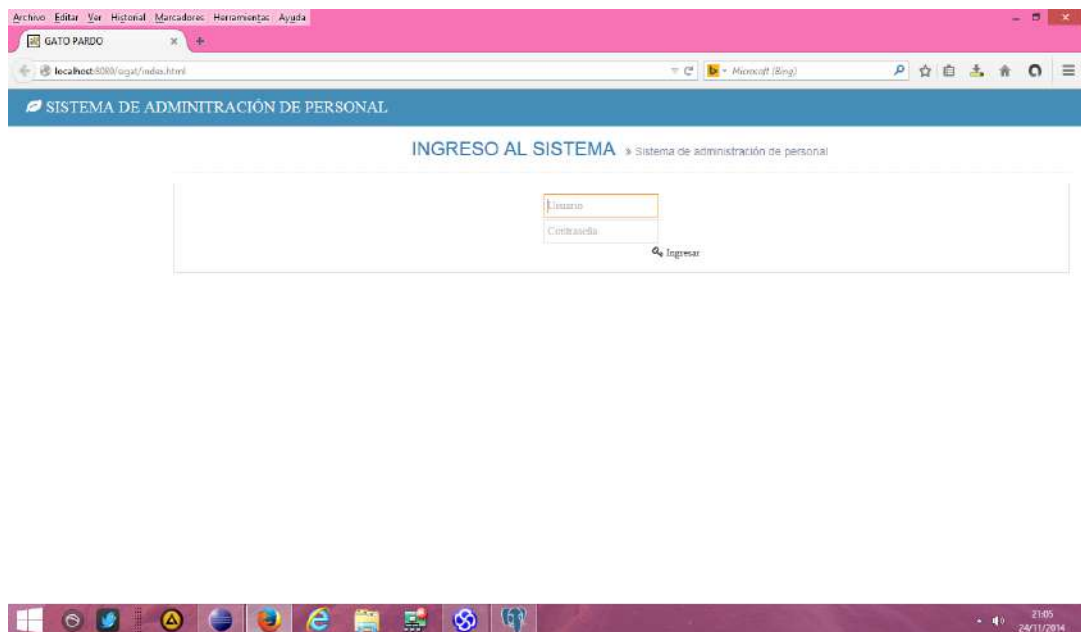 Archivo Editar Ver Historial Marcadores Herramientas Ayuda
GATO PARDO
localhost:8080/sigat/index.html
Microsoft (Bing)
SISTEMA DE ADMINITRACIÓN DE PERSONAL
INGRESO AL SISTEMA » Sistema de administración de personal
Usuario
Contraseña
Ingresar
21:05
24/11/2014